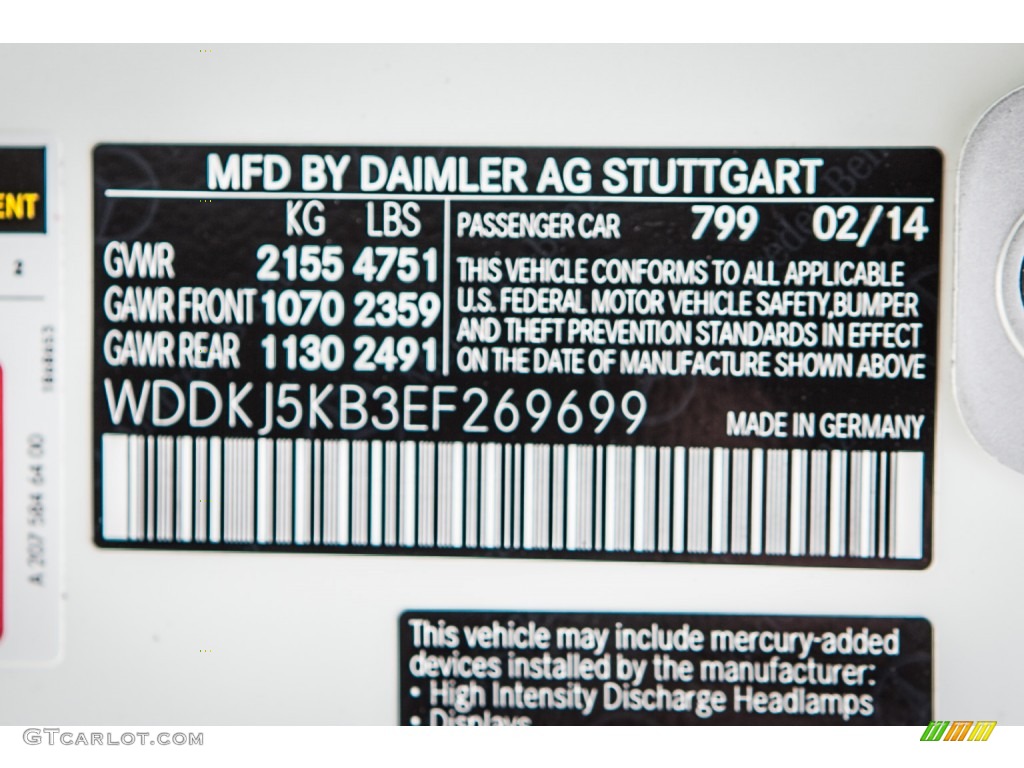 MFD BY DAIMLER AG STUTTGART
KG LBS
GVWR 2155 4751
GAWR FRONT 1070 2359
GAWR REAR 1130 2491
PASSENGER CAR 799 02/14
THIS VEHICLE CONFORMS TO ALL APPLICABLE
U.S. FEDERAL MOTOR VEHICLE SAFETY,BUMPER
AND THEFT PREVENTION STANDARDS IN EFFECT
ON THE DATE OF MANUFACTURE SHOWN ABOVE
WDDKJ5KB3EF269699
MADE IN GERMANY
ENT
2
A 207 584 64 00
This vehicle may include mercury-added
devices installed by the manufacturer:
• High Intensity Discharge Headlamps
• Displays
GTCARLOT.COM